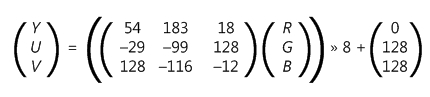 Y 54 183 18 R 0
U = −29 −99 128 G » 8 + 128
V 128 −116 −12 B 128